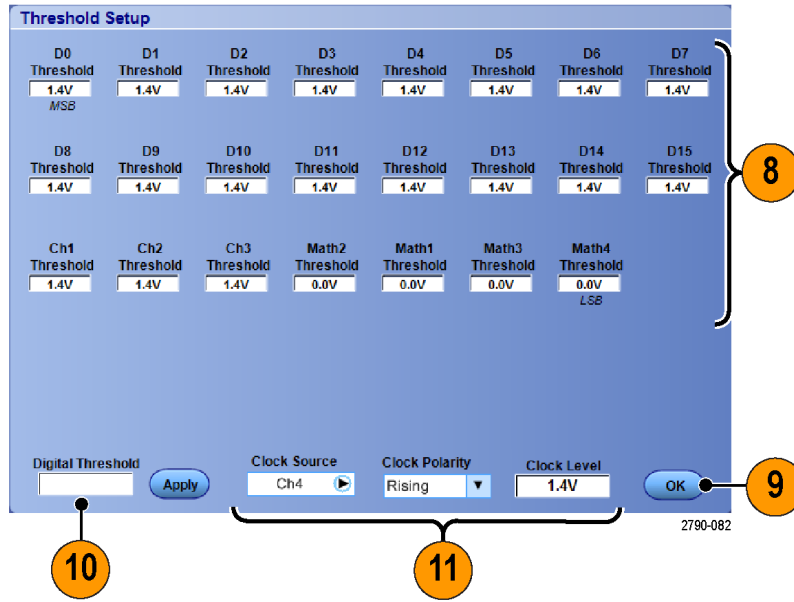 Threshold Setup
D0 D1 D2 D3 D4 D5 D6 D7
Threshold Threshold Threshold Threshold Threshold Threshold Threshold Threshold
1.4V 1.4V 1.4V 1.4V 1.4V 1.4V 1.4V 1.4V
MSB
8
D8 D9 D10 D11 D12 D13 D14 D15
Threshold Threshold Threshold Threshold Threshold Threshold Threshold Threshold
1.4V 1.4V 1.4V 1.4V 1.4V 1.4V 1.4V 1.4V
Ch1 Ch2 Ch3 Math2 Math1 Math3 Math4
Threshold Threshold Threshold Threshold Threshold Threshold Threshold
1.4V 1.4V 1.4V 0.0V 0.0V 0.0V 0.0V
LSB
Digital Threshold Clock Source Clock Polarity Clock Level
Apply Ch4 Rising 1.4V OK 9
2790-082
10 11